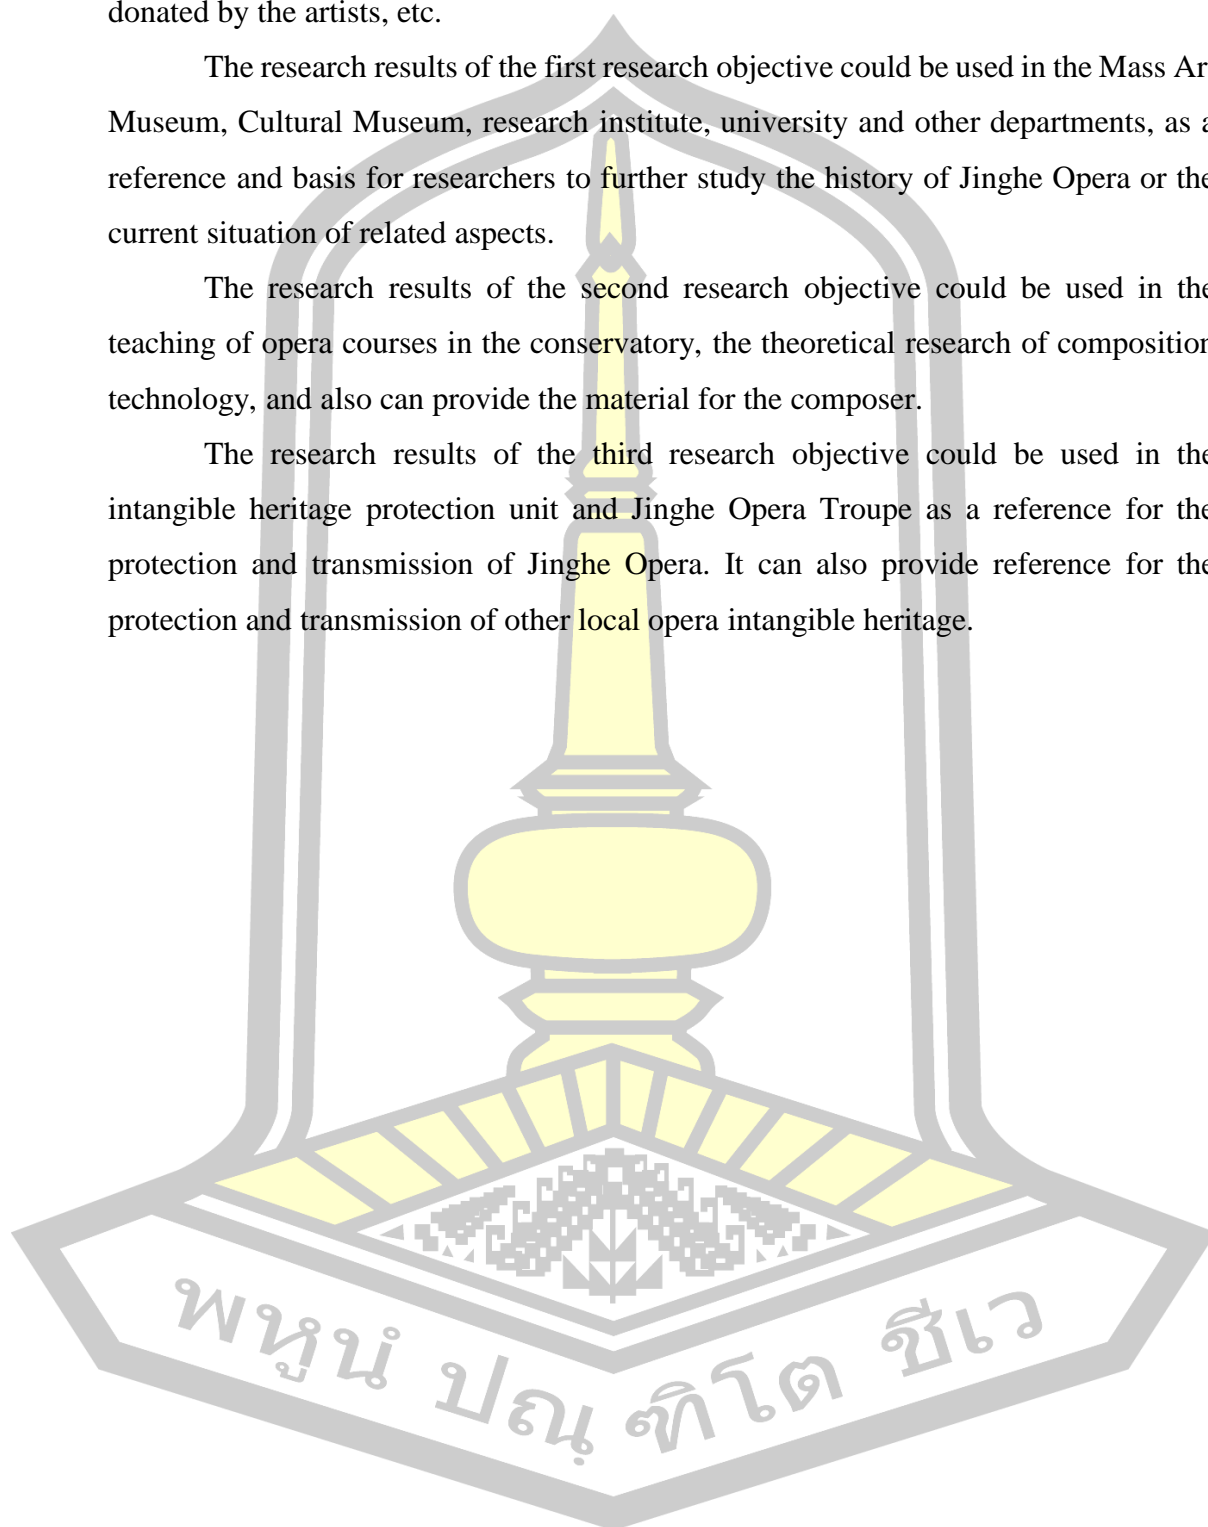 donated by the artists, etc.
The research results of the first research objective could be used in the Mass Ar
Museum, Cultural Museum, research institute, university and other departments, as a
reference and basis for researchers to further study the history of Jinghe Opera or the
current situation of related aspects.
The research results of the second research objective could be used in the
teaching of opera courses in the conservatory, the theoretical research of composition
technology, and also can provide the material for the composer.
The research results of the third research objective could be used in the
intangible heritage protection unit and Jinghe Opera Troupe as a reference for the
protection and transmission of Jinghe Opera. It can also provide reference for the
protection and transmission of other local opera intangible heritage.
พหูนํ ปณฺฑิโต ชีเว